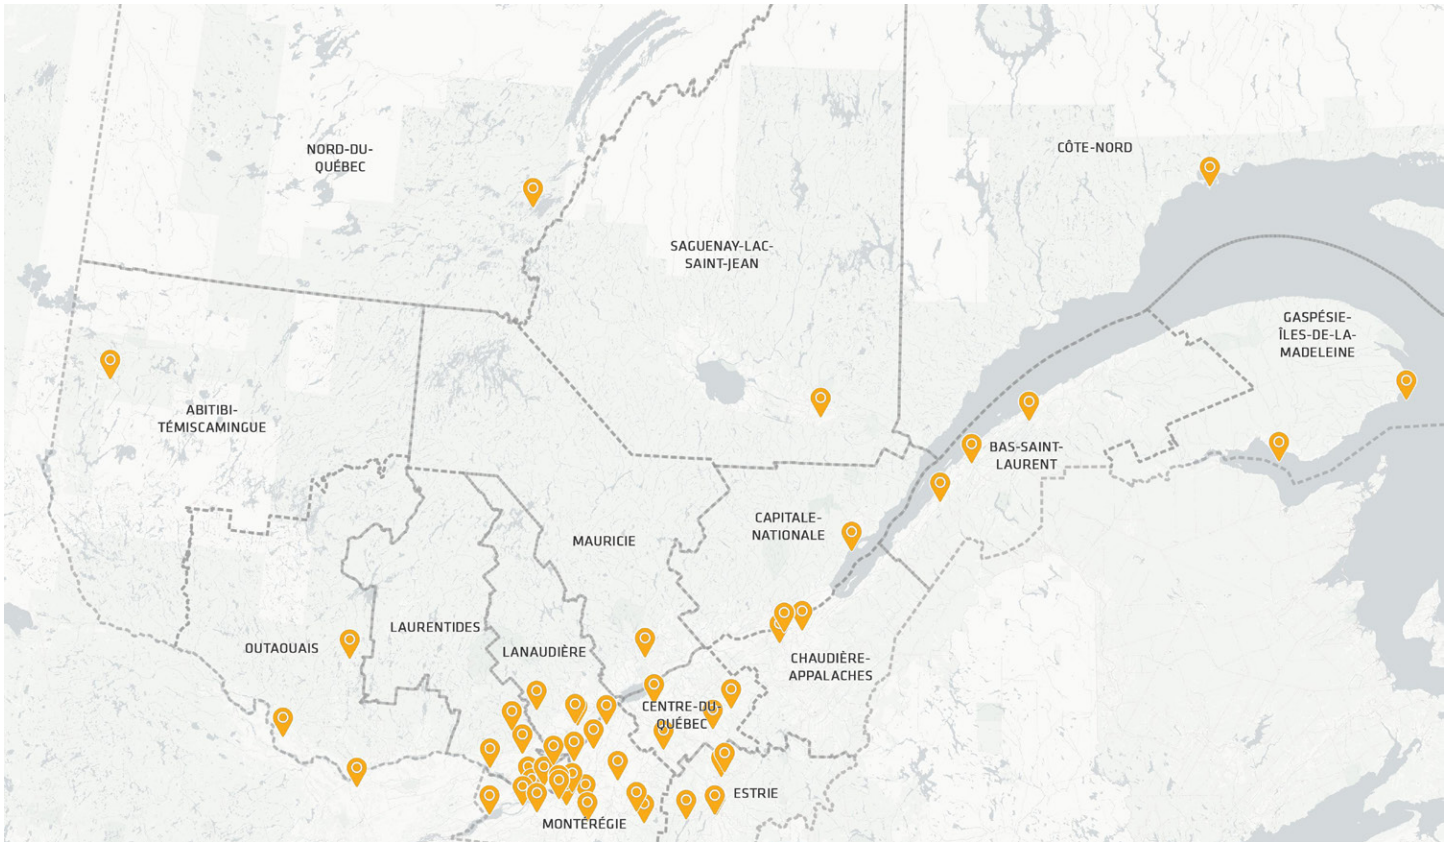 NORD-DU-
QUÉBEC
CÔTE-NORD
SAGUENAY-LAC-
SAINT-JEAN
GASPÉSIE-
ÎLES-DE-LA-
MADELEINE
ABITIBI-
TÉMISCAMINGUE
BAS-SAINT-
LAURENT
CAPITALE-
NATIONALE
MAURICIE
LAURENTIDES
OUTAOUAIS
LANAUDIÈRE
CHAUDIÈRE-
APPALACHES
CENTRE-DU-
QUÉBEC
ESTRIE
MONTÉRÉGIE